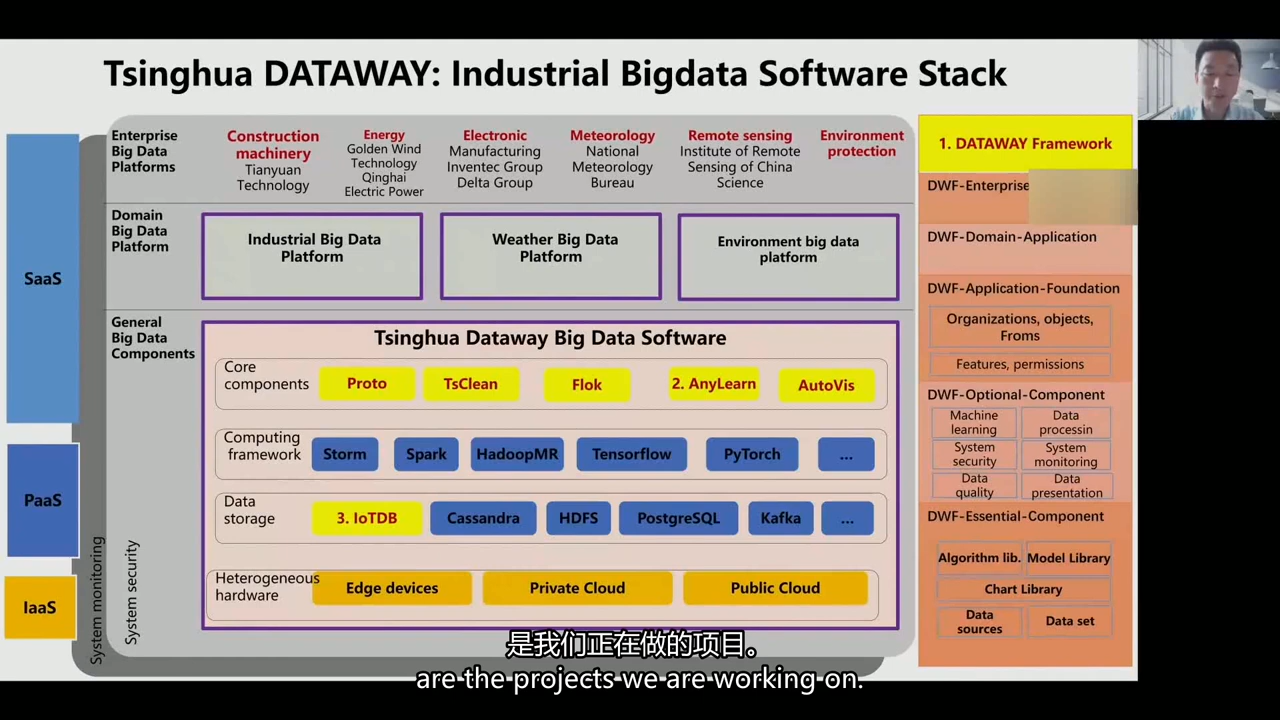 Tsinghua DATAWAY: Industrial Bigdata Software Stack
SaaS
PaaS
IaaS
System monitoring
System security
Enterprise
Big Data
Platforms
Construction
machinery
Tianyuan
Technology
Energy
Golden Wind
Technology
Qinghai
Electric Power
Electronic
Manufacturing
Inventec Group
Delta Group
Meteorology
National
Meteorology
Bureau
Remote sensing
Institute of Remote
Sensing of China
Science
Environment
protection
Domain
Big Data
Platform
Industrial Big Data
Platform
Weather Big Data
Platform
Environment big data
platform
General
Big Data
Components
Tsinghua Dataway Big Data Software
Core
components
Proto
TsClean
Flok
2. AnyLearn
AutoVis
Computing
framework
Storm
Spark
HadoopMR
Tensorflow
PyTorch
...
Data
storage
3. IoTDB
Cassandra
HDFS
PostgreSQL
Kafka
...
Heterogeneous
hardware
Edge devices
Private Cloud
Public Cloud
1. DATAWAY Framework
DWF-Enterprise
DWF-Domain-Application
DWF-Application-Foundation
Organizations, objects,
Froms
Features, permissions
DWF-Optional-Component
Machine
learning
Data
processin
System
security
System
monitoring
Data
quality
Data
presentation
DWF-Essential-Component
Algorithm lib.
Model Library
Chart Library
Data
sources
Data set
是我们正在做的项目。
are the projects we are working on.